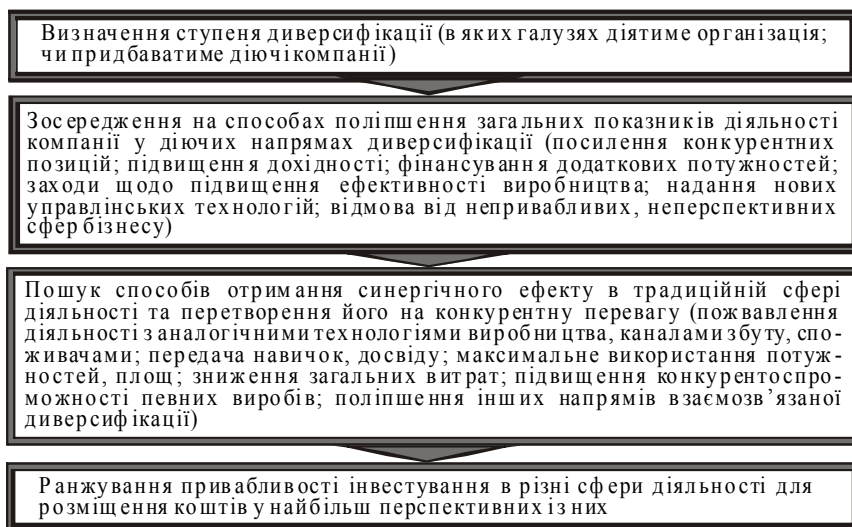 Визначення ступеня диверсифікації (в яких галузях діятиме організація;
чи придбаватиме діючі компанії)
Зосередження на способах поліпшення загальних показників діяльності
компанії у діючих напрямах диверсифікації (посилення конкурентних
позицій; підвищення дохідності; фінансування додаткових потужностей;
заходи щодо підвищення ефективності виробництва; надання нових
управлінських технологій; відмова від непривабливих, неперспективних
сфер бізнесу)
Пошук способів отримання синергічного ефекту в традиційній сфері
діяльності та перетворення його на конкурентну перевагу (пожвавлення
діяльності з аналогічними технологіями виробництва, каналами збуту, спо-
живачами; передача навичок, досвіду; максимальне використання потуж-
ностей, площ; зниження загальних витрат; підвищення конкурентоспро-
можності певних виробів; поліпшення інших напрямів взаємозв’язаної
диверсифікації)
Ранжування привабливості інвестування в різні сфери діяльності для
розміщення коштів у найбільш перспективних із них